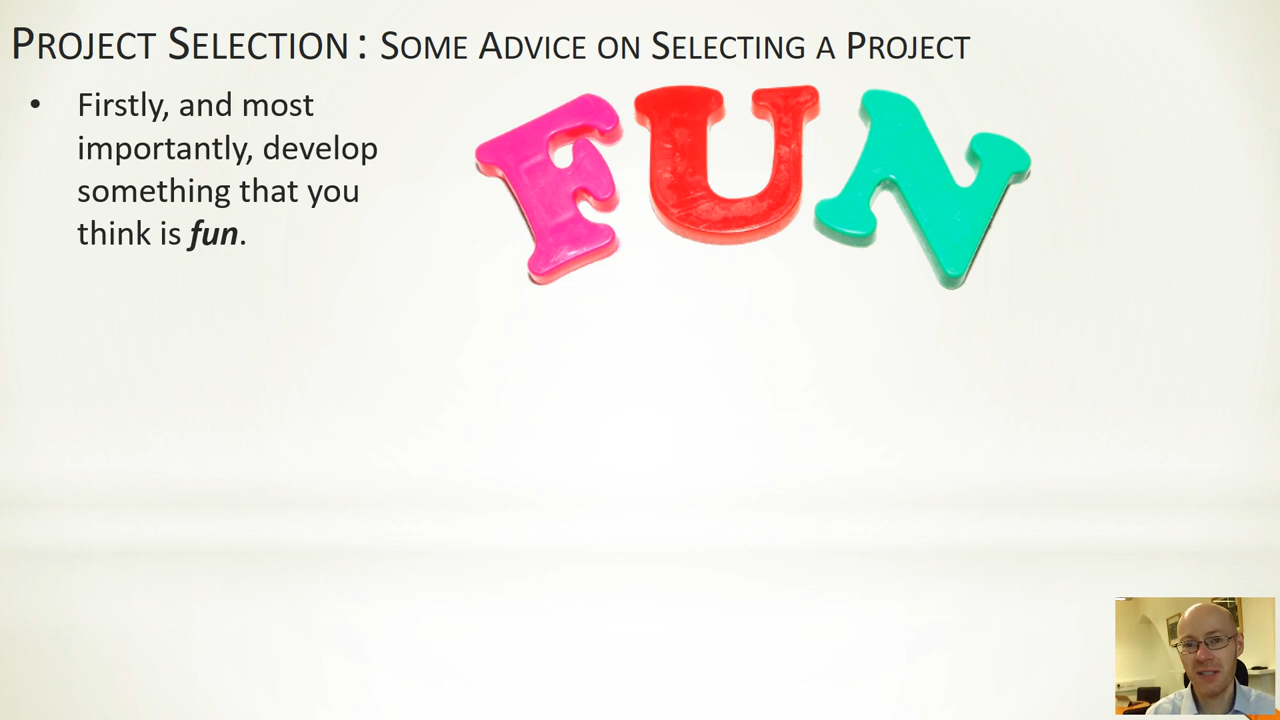 Project Selection : Some Advice on Selecting a Project
• Firstly, and most
importantly, develop
something that you
think is fun.
FUN